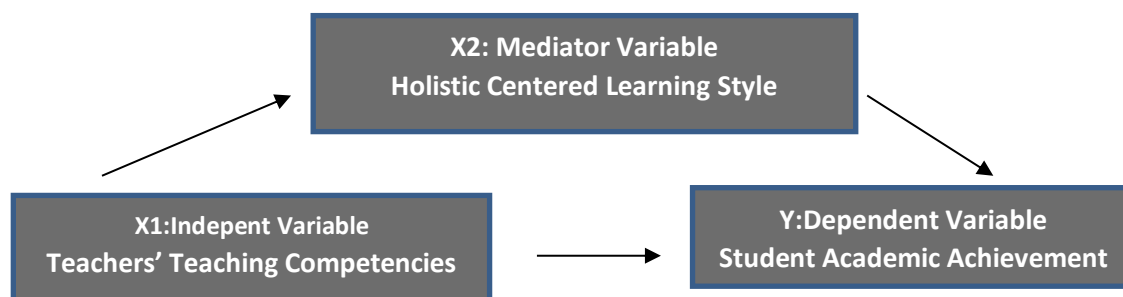 X2: Mediator Variable
Holistic Centered Learning Style
X1:Indepent Variable
Teachers’ Teaching Competencies
Y:Dependent Variable
Student Academic Achievement